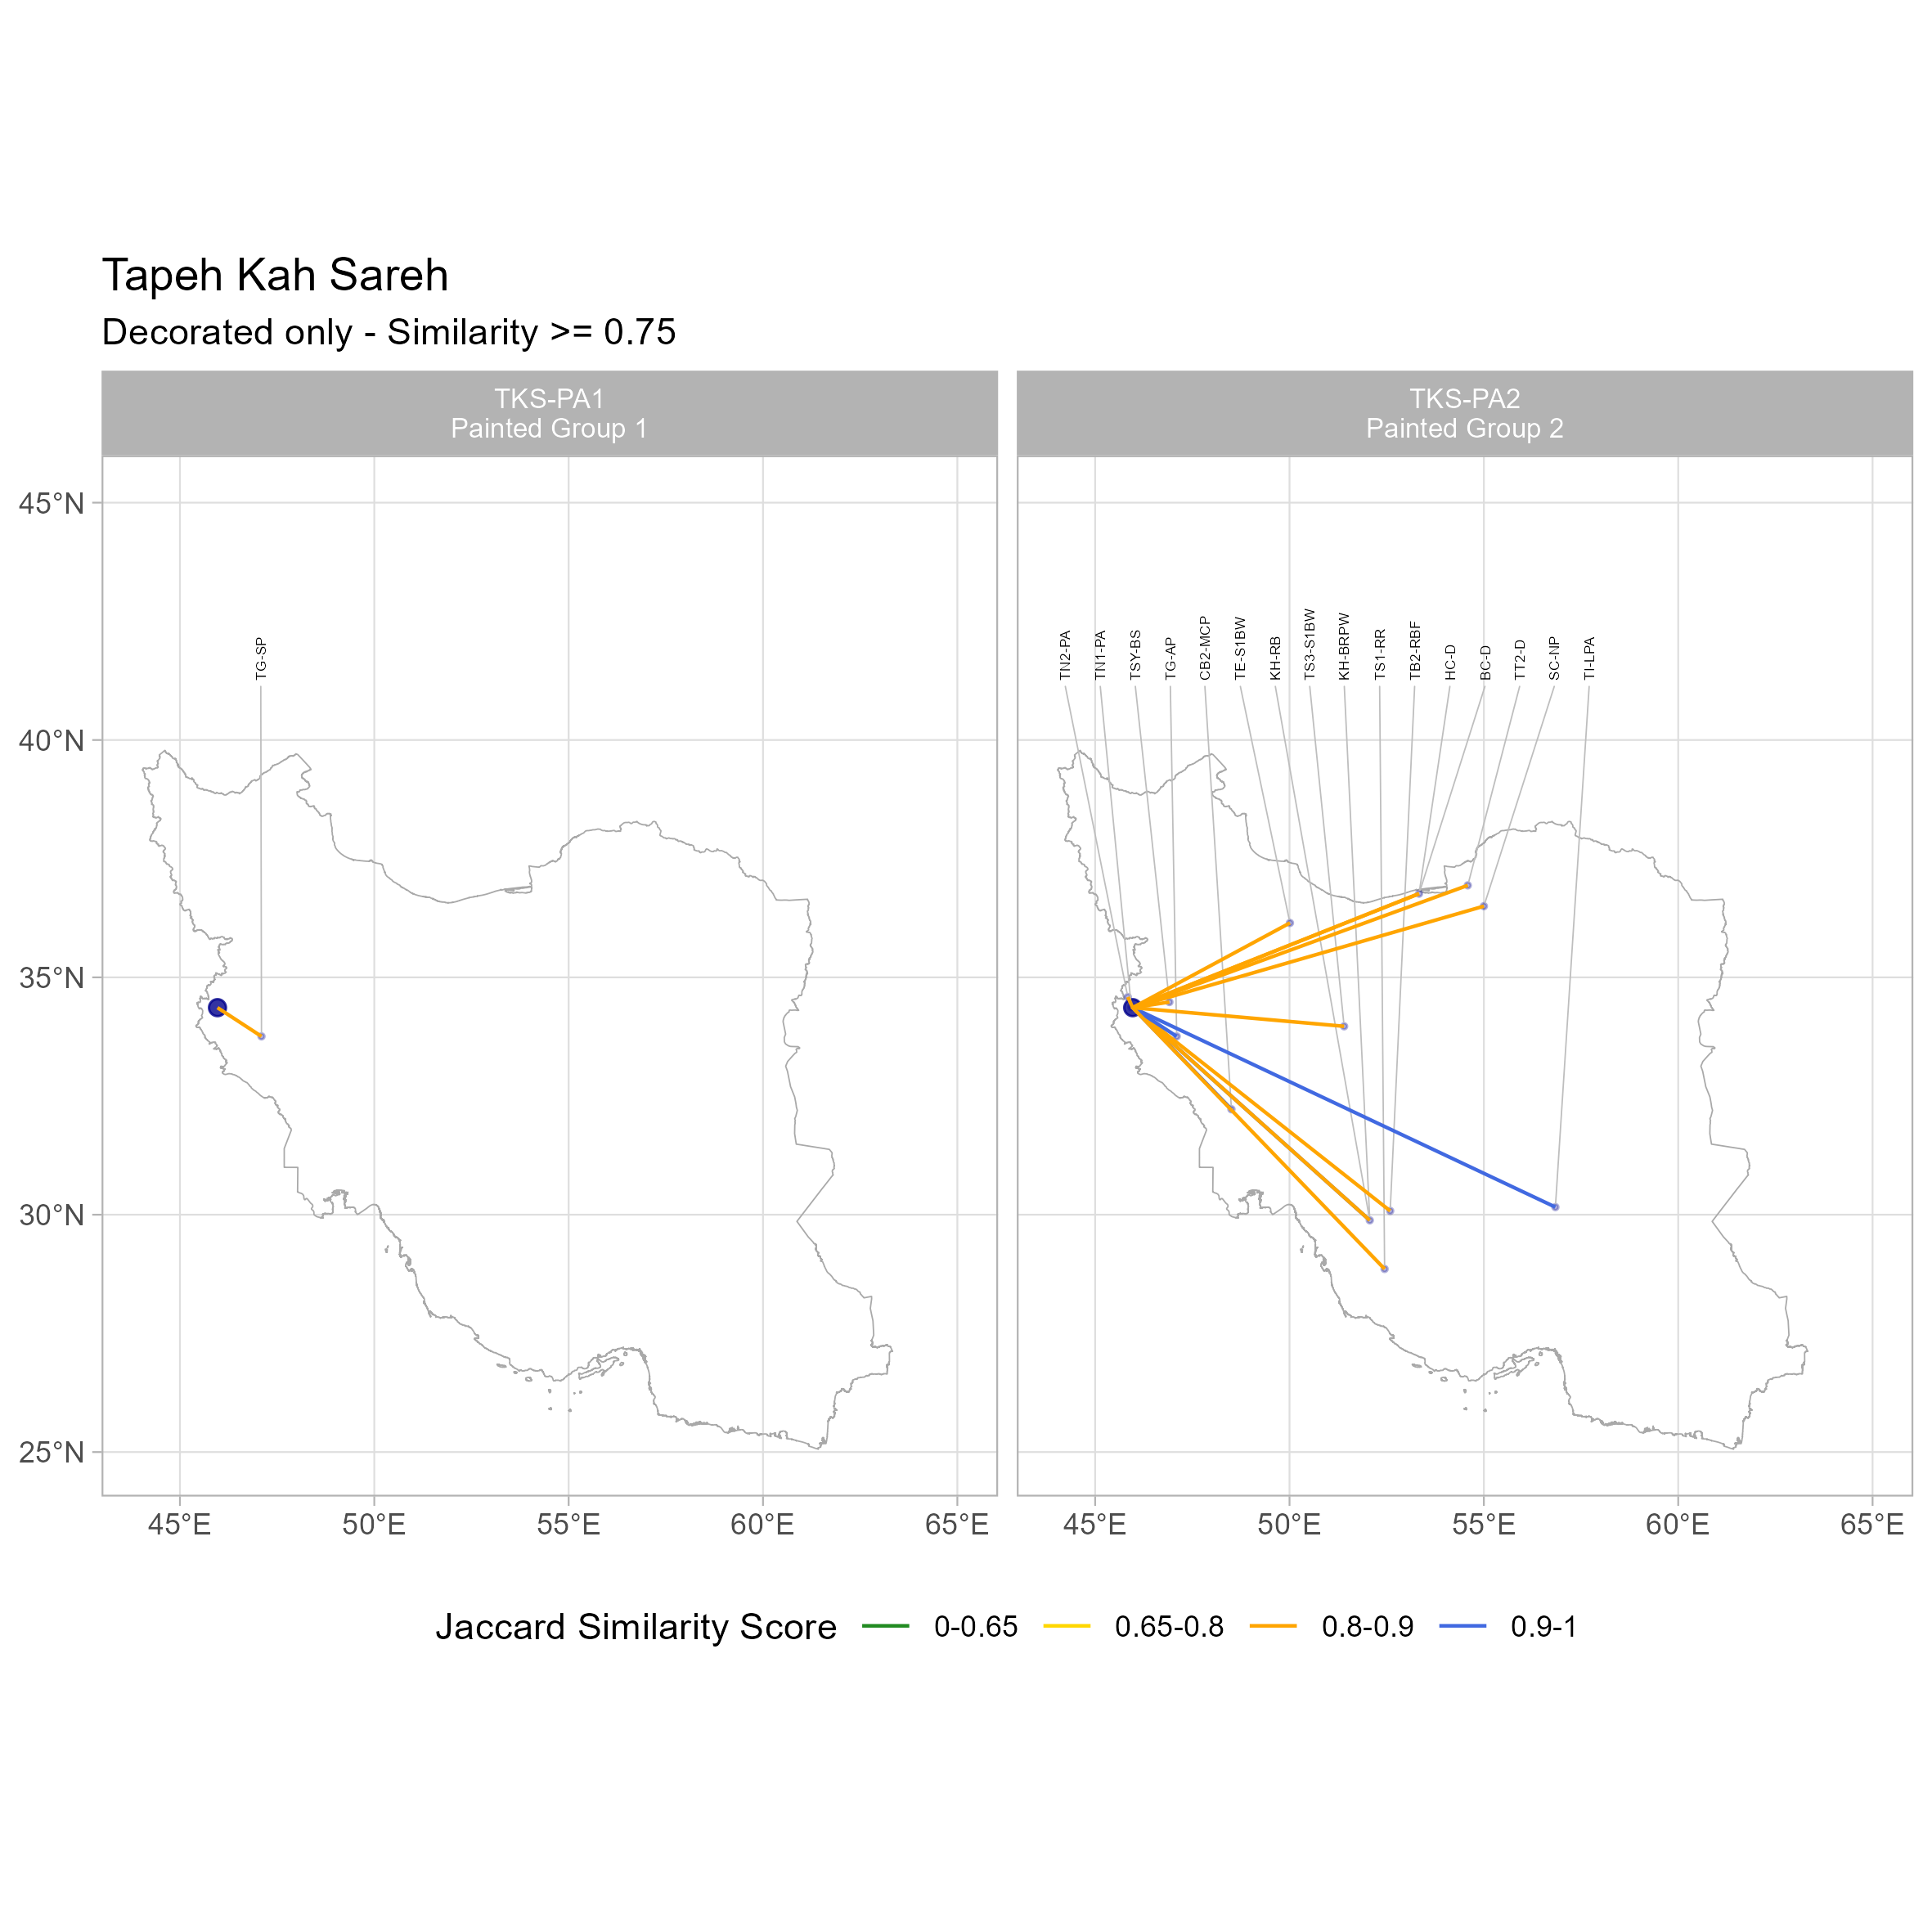 Tapeh Kah Sareh
Decorated only - Similarity >= 0.75
TKS-PA1
Painted Group 1
TKS-PA2
Painted Group 2
45°N
40°N
35°N
30°N
25°N
TG-SP
TN2-PA
TN1-PA
TSY-BS
TG-AP
CB2-MCP
TE-S1BW
KH-RB
TS3-S1BW
KH-BRPW
TS1-RR
TB2-RBF
HC-D
BC-D
TT2-D
SC-NP
TI-LPA
45°E 50°E 55°E 60°E 65°E
45°E 50°E 55°E 60°E 65°E
Jaccard Similarity Score 0-0.65 0.65-0.8 0.8-0.9 0.9-1